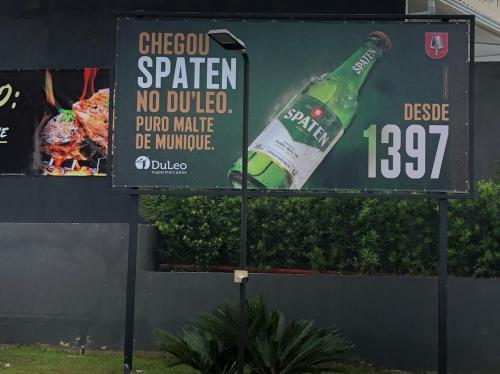 CHEGOU
SPATEN
NO DU'LEO.
PURO MALTE
DE MUNIQUE.
DuLeo
supermercados
SPATEN
SPATEN
DESDE
1397
O: